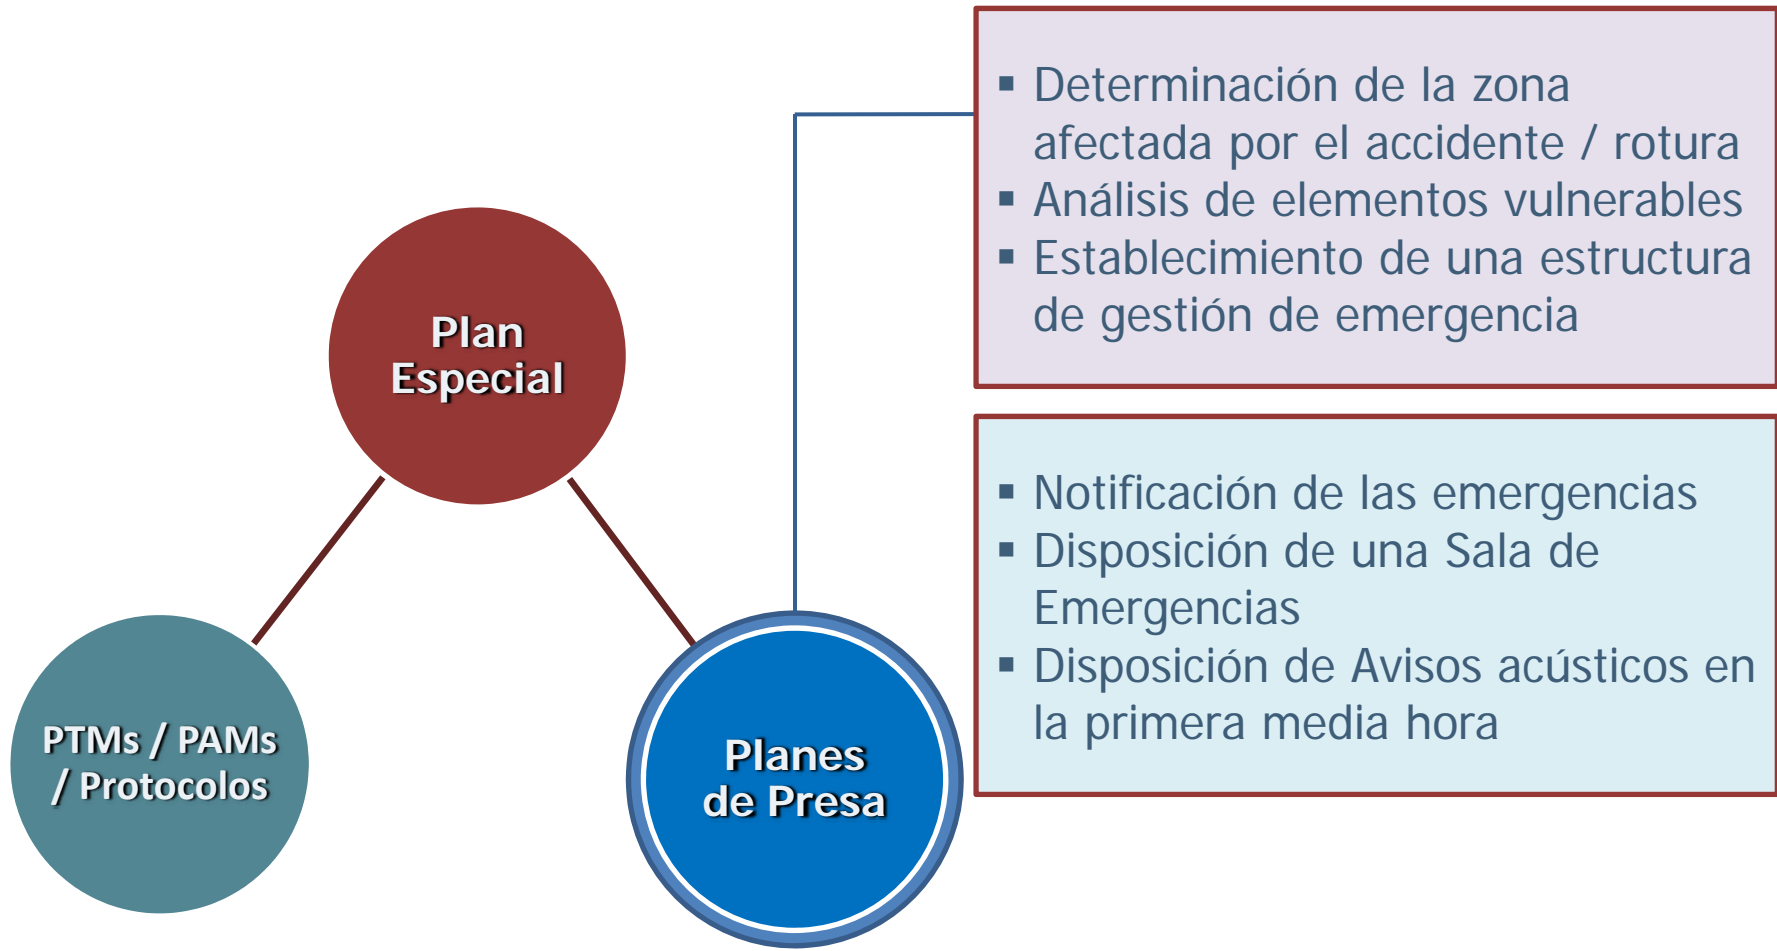 Plan
Especial
PTMs / PAMs
/ Protocolos
Planes
de Presa
▪ Determinación de la zona
afectada por el accidente / rotura
▪ Análisis de elementos vulnerables
▪ Establecimiento de una estructura
de gestión de emergencia
▪ Notificación de las emergencias
▪ Disposición de una Sala de
Emergencias
▪ Disposición de Avisos acústicos en
la primera media hora